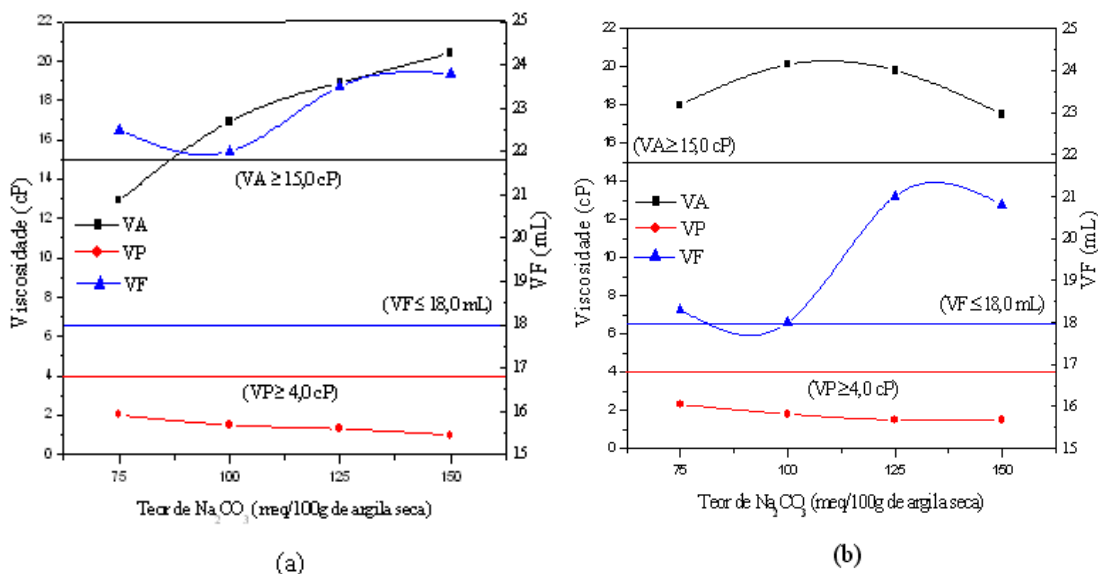 22
20
18
16
14
12
10
8
6
4
2
0
Viscosidade (cP)
25
24
23
22
21
20
19
18
17
16
15
VF (mL)
(VA ≥ 15,0 cP)
VA
VP
VF
(VF ≤ 18,0 mL)
(VP ≥ 4,0 cP)
75 100 125 150
Teor de Na2CO3 (meq/100g de argila seca)
(a)
22
20
18
16
14
12
10
8
6
4
2
0
Viscosidade (cP)
25
24
23
22
21
20
19
18
17
16
15
VF (mL)
(VA ≥ 15,0 cP)
VA
VP
VF
(VF ≤ 18,0 mL)
(VP ≥ 4,0 cP)
75 100 125 150
Teor de Na2CO3 (meq/100g de argila seca)
(b)